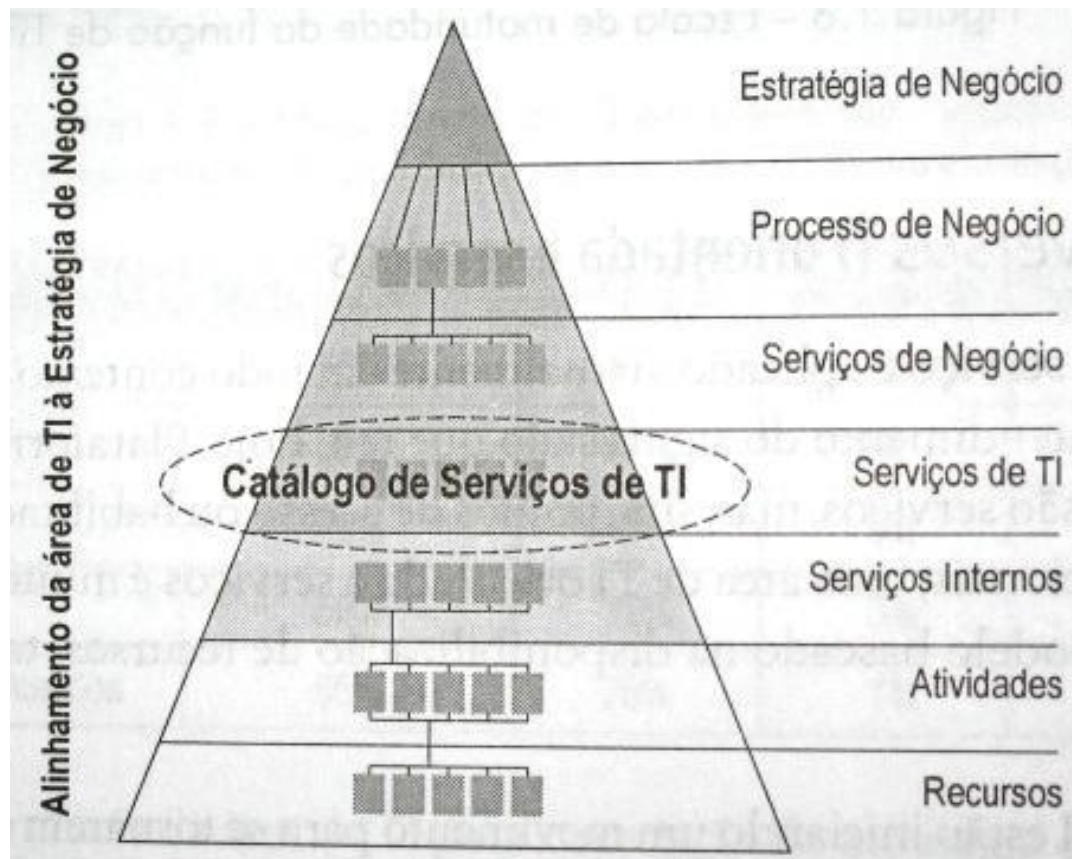 Estratégia de Negócio
Processo de Negócio
Serviços de Negócio
Catálogo de Serviços de TI
Serviços de TI
Serviços Internos
Atividades
Recursos
Alinhamento da área de TI à Estratégia de Negócio